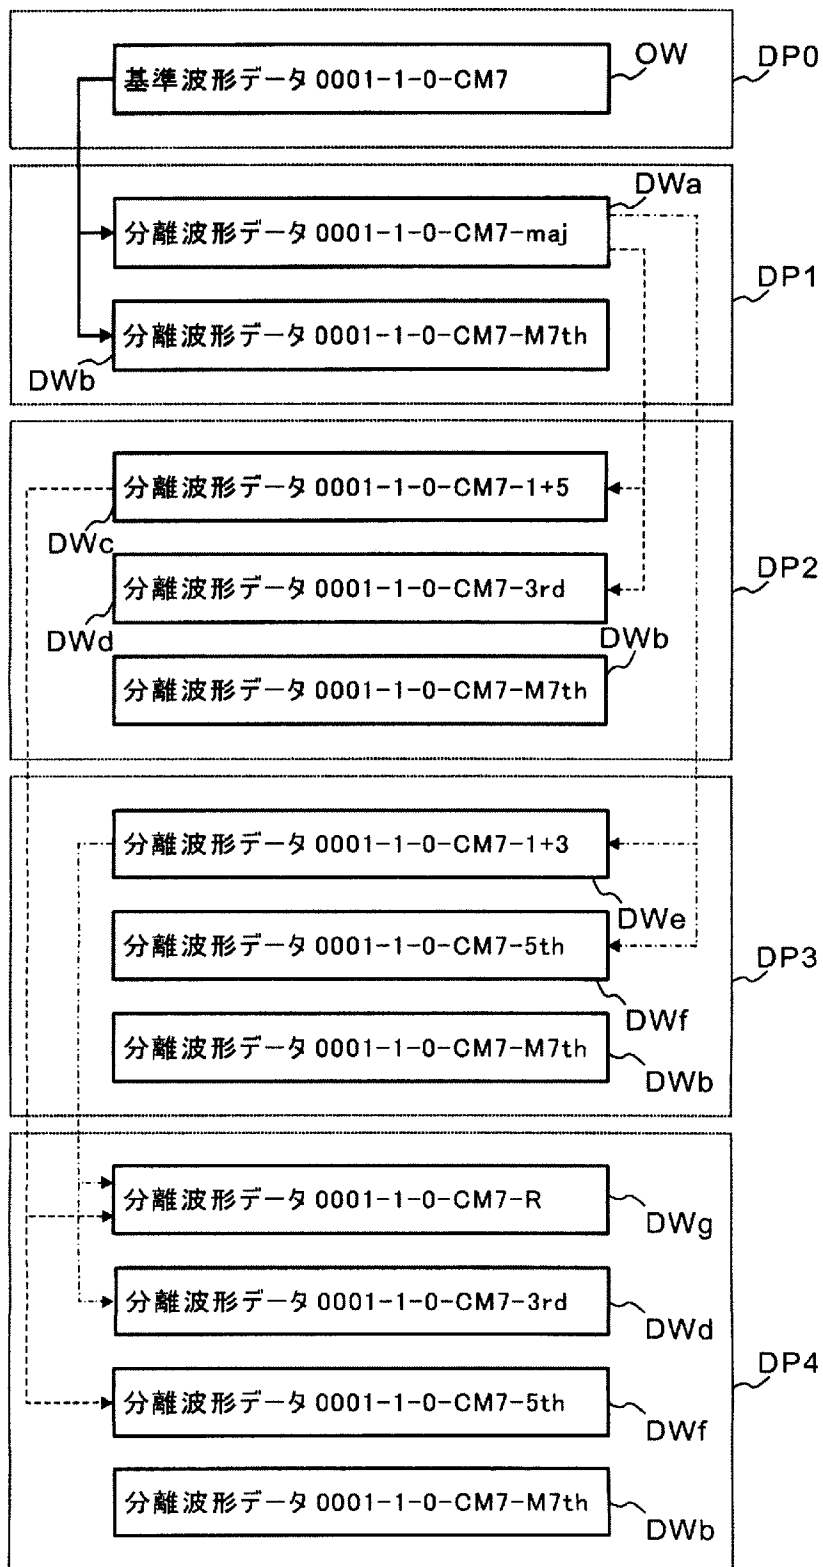 基準波形データ 0001-1-0-CM7
OW
DP0
DWa
分離波形データ 0001-1-0-CM7-maj
DP1
分離波形データ 0001-1-0-CM7-M7th
DWb
分離波形データ 0001-1-0-CM7-1+5
DWc
分離波形データ 0001-1-0-CM7-3rd
DP2
DWd
DWb
分離波形データ 0001-1-0-CM7-M7th
分離波形データ 0001-1-0-CM7-1+3
DWe
分離波形データ 0001-1-0-CM7-5th
DP3
DWf
分離波形データ 0001-1-0-CM7-M7th
DWb
分離波形データ 0001-1-0-CM7-R
DWg
分離波形データ 0001-1-0-CM7-3rd
DWd
DP4
分離波形データ 0001-1-0-CM7-5th
DWf
分離波形データ 0001-1-0-CM7-M7th
DWb